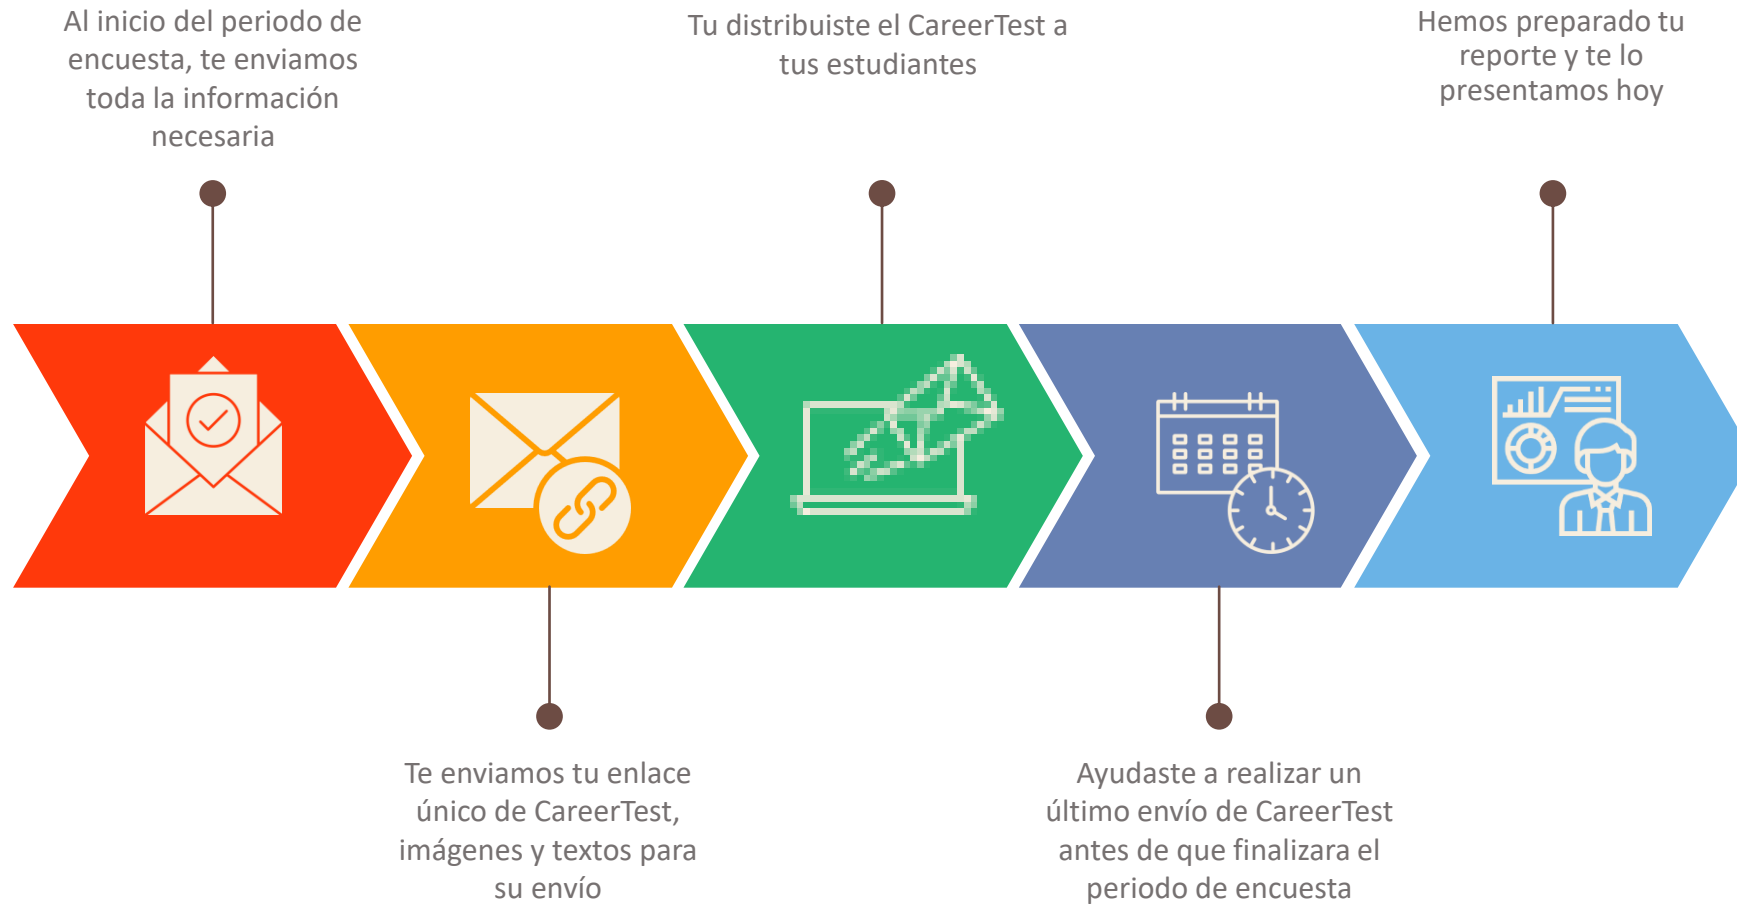 Al inicio del periodo de
encuesta, te enviamos
toda la información
necesaria
Te enviamos tu enlace
único de CareerTest,
imágenes y textos para
su envío
Tu distribuiste el CareerTest a
tus estudiantes
Ayudaste a realizar un
último envío de CareerTest
antes de que finalizara el
periodo de encuesta
Hemos preparado tu
reporte y te lo
presentamos hoy